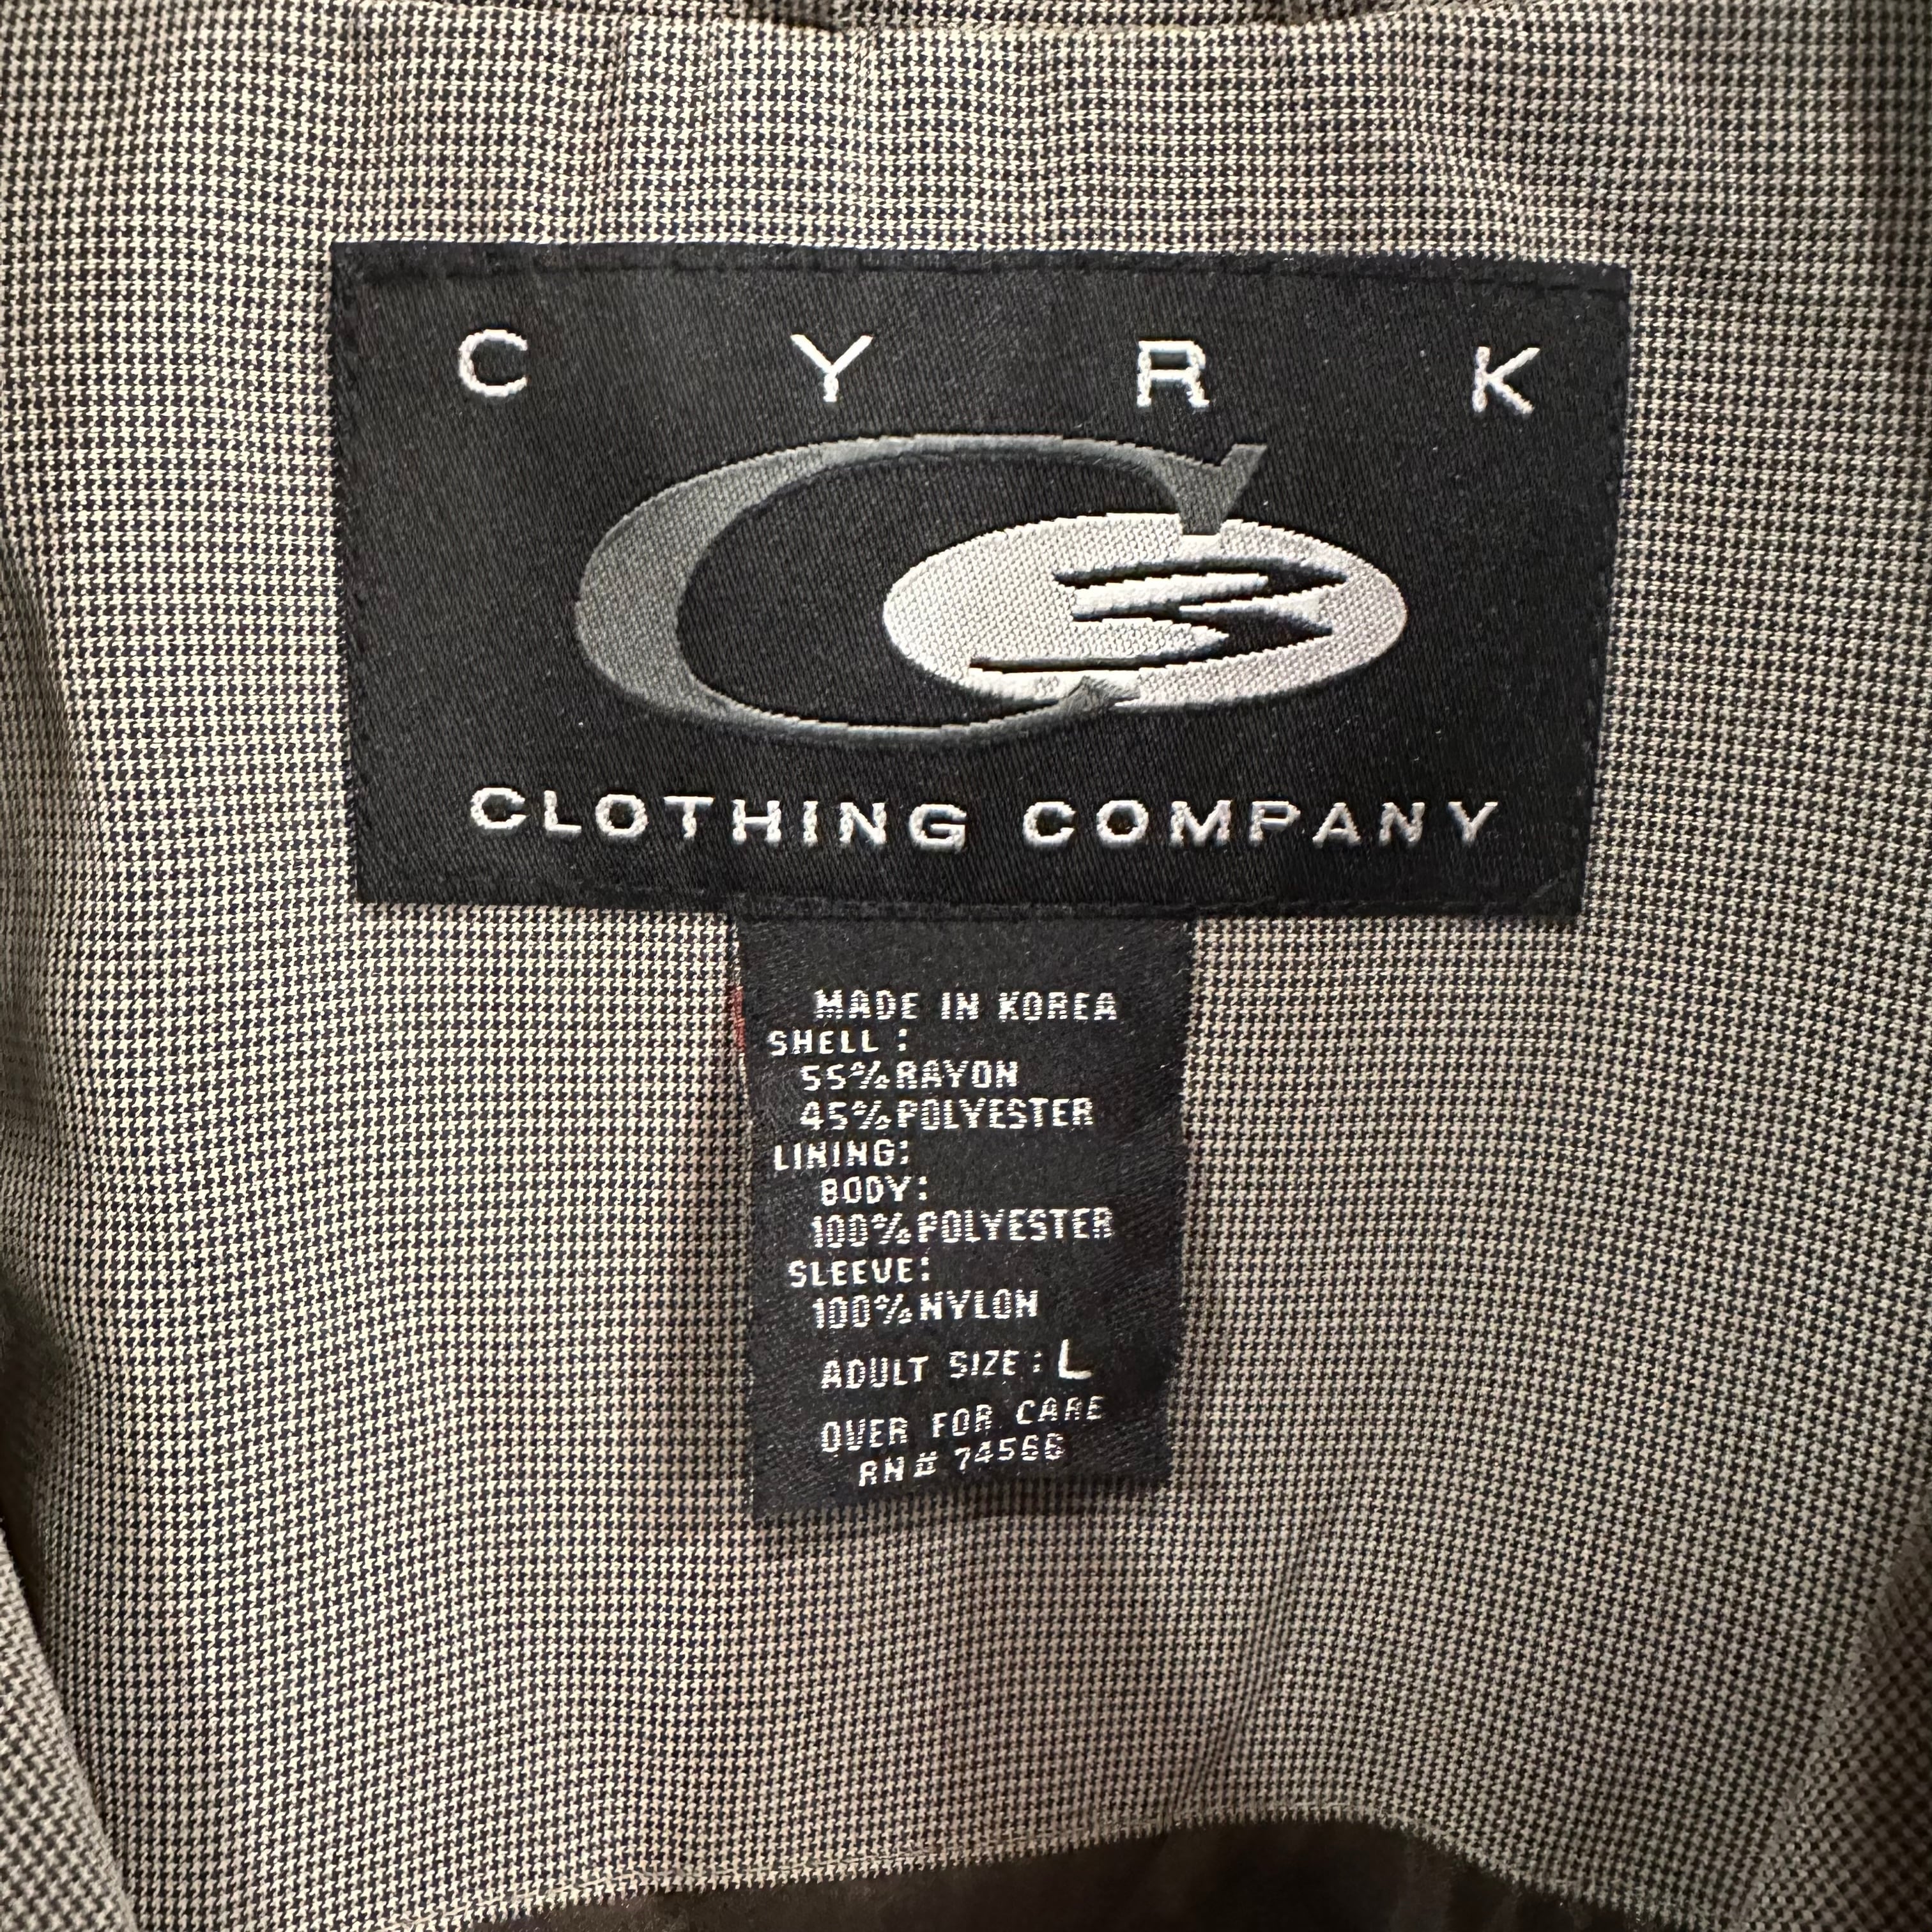 CYRK
CLOTHING COMPANY
MADE IN KOREA
SHELL:
55% RAYON
45% POLYESTER
LINING:
BODY:
100% POLYESTER
SLEEVE:
100% NYLON
ADULT SIZE: L
OVER FOR CARE
RN# 74566